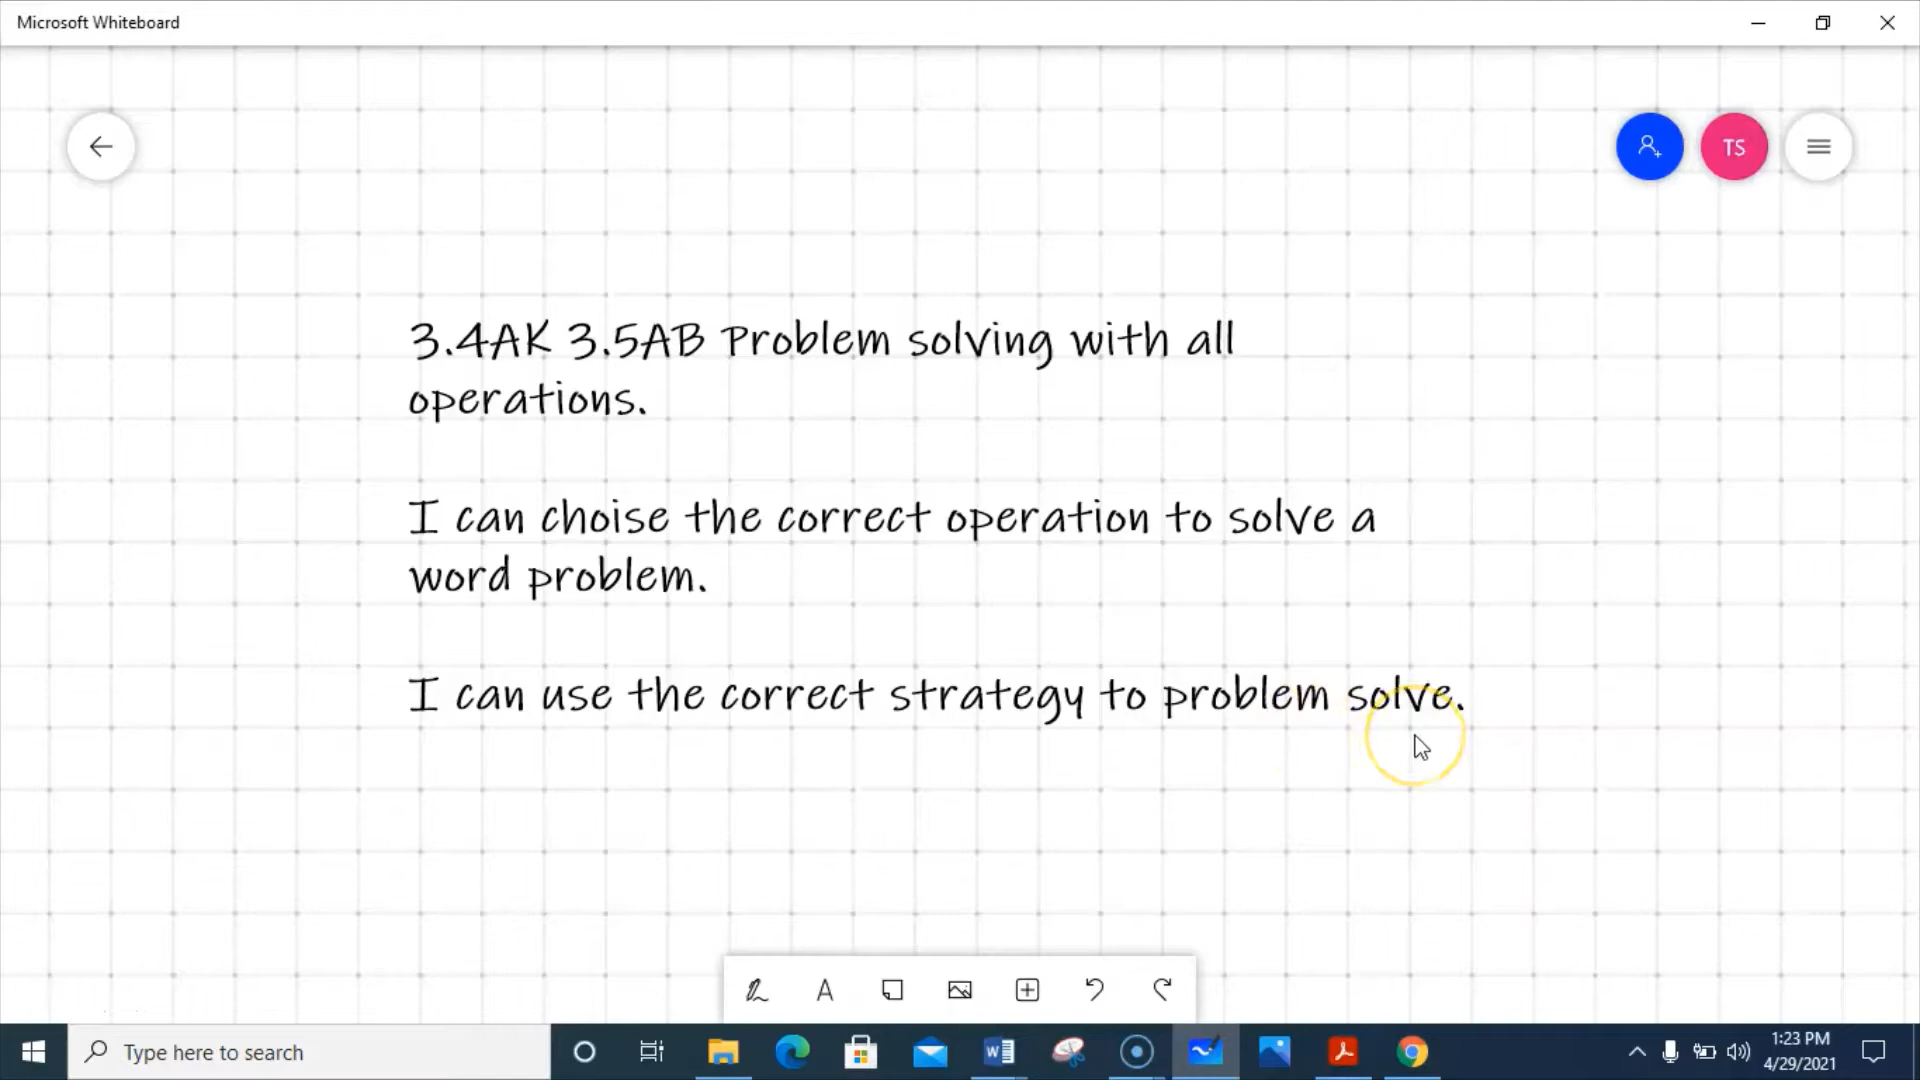 Microsoft Whiteboard
TS
3.4AK 3.5AB Problem solving with all
operations.
I can choise the correct operation to solve a
word problem.
I can use the correct strategy to problem solve.
A
Type here to search
1:23 PM
4/29/2021